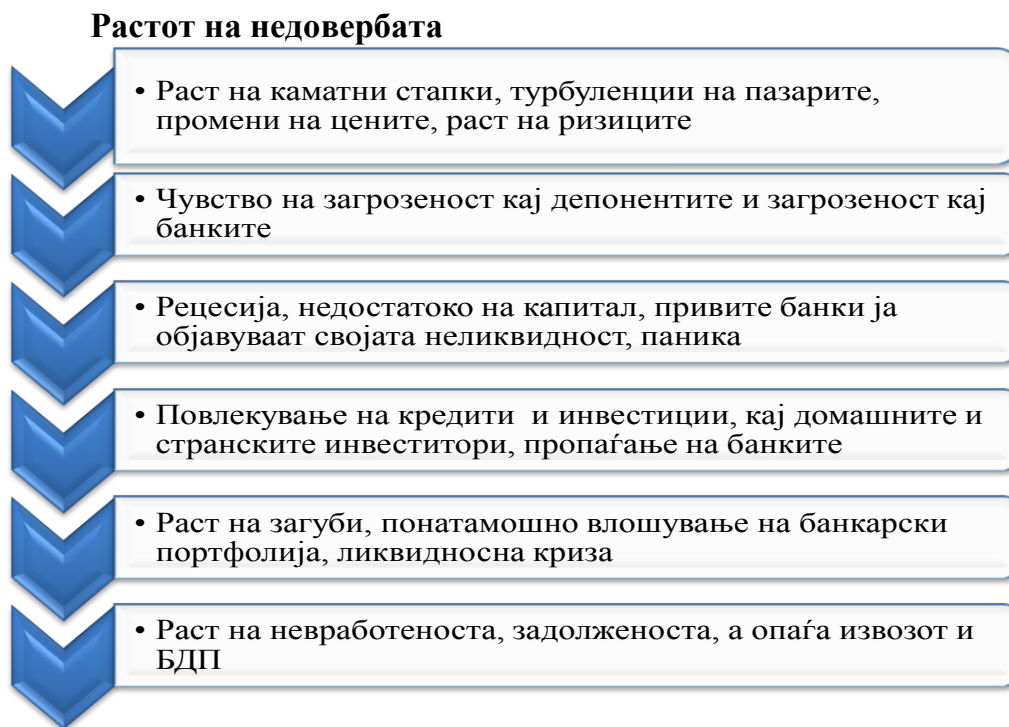 Растот на недовербата
• Раст на каматни стапки, турбуленции на пазарите,
промени на цените, раст на ризиците
• Чувство на загрозеност кај депонентите и загрозеност кај
банките
• Рецесија, недостатоко на капитал, привите банки ја
објавуваат својата неликвидност, паника
• Повлекување на кредити и инвестиции, кај домашните и
странските инвеститори, пропаѓање на банките
• Раст на загуби, понатамошно влошување на банкарски
портфолија, ликвидносна криза
• Раст на невработеноста, задолженоста, а опаѓа извозот и
БДП